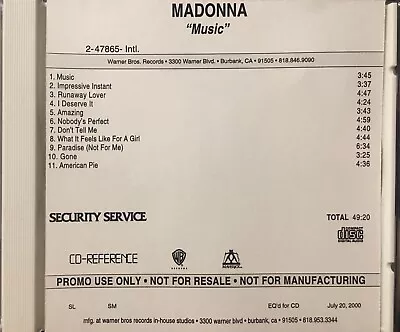 MADONNA
"Music"
2-47865- Intl.
Warner Bros. Records • 3300 Warner Blvd. • Burbank, CA • 91505 • 818.846.9090
1. Music 3:45
2. Impressive Instant 3:37
3. Runaway Lover 4:47
4. I Deserve It 4:24
5. Amazing 3:43
6. Nobody's Perfect 4:59
7. Don't Tell Me 4:40
8. What It Feels Like For A Girl 4:44
9. Paradise (Not For Me) 6:34
10. Gone 3:25
11. American Pie 4:36
SECURITY SERVICE TOTAL 49:20
CD-REFERENCE
COMPACT
disc
DIGITAL AUDIO
PROMO USE ONLY • NOT FOR RESALE • NOT FOR MANUFACTURING
SL SM EQ'd for CD July 20, 2000
mfg. at warner bros records in-house studios • burbank, ca • 91505 • 818.953.3344